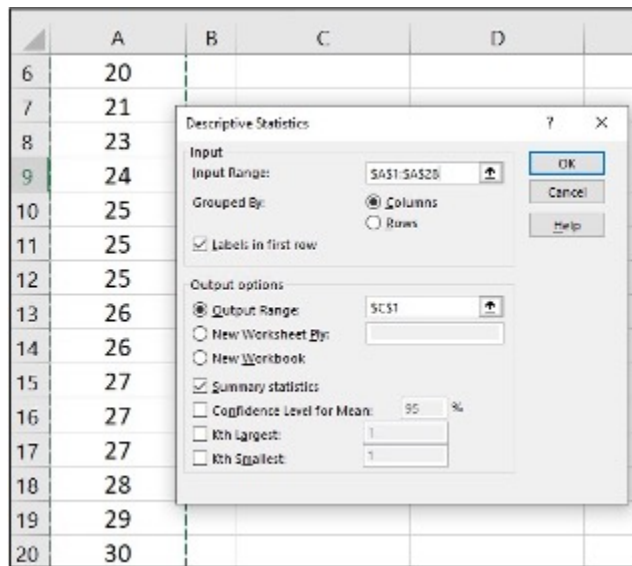 A B C D
6 20
7 21
8 23
9 24
10 25
11 25
12 25
13 26
14 26
15 27
16 27
17 27
18 28
19 29
20 30
Descriptive Statistics ? ×
Input
Input Range: $A$1:$A$28
Grouped By: Columns
Rows
Labels in first row
OK
Cancel
Help
Output options
Output Range: $C$1
New Worksheet Ply:
New Workbook
Summary statistics
Confidence Level for Mean: 95 %
Kth Largest: 1
Kth Smallest: 1